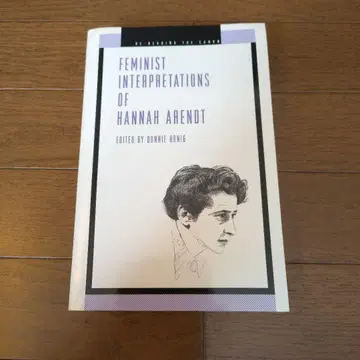 RE-READING THE CANON
FEMINIST
INTERPRETATIONS
OF
HANNAH ARENDT
EDITED BY BONNIE HONIG